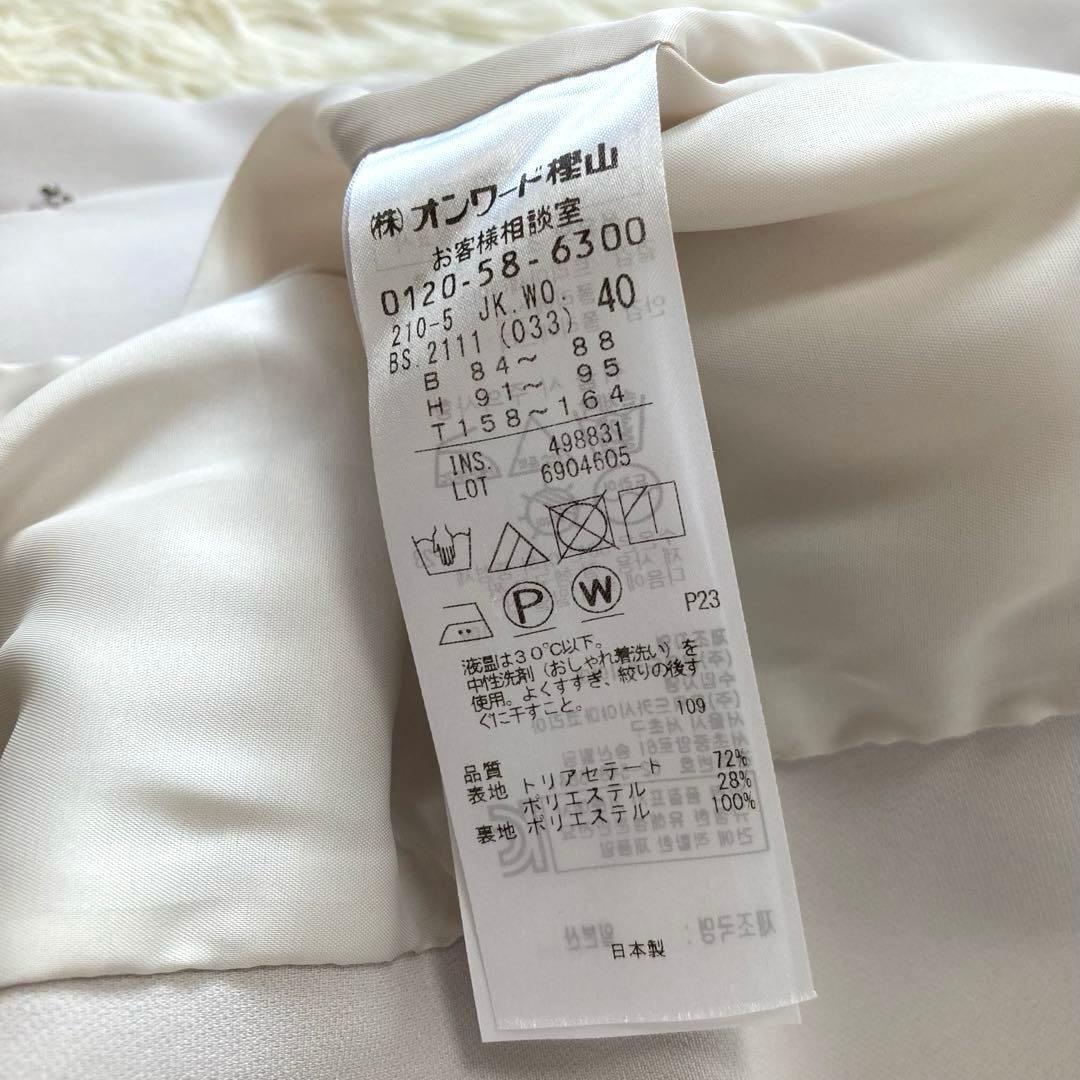 (株)オンワード樫山
お客様相談室
0120-58-6300
210-5 JK.WO. 40
BS.2111 (033)
B 84～ 88
H 91～ 95
T158～164
INS. 498831
LOT 6904605
P W P23
液温は30℃以下。
中性洗剤(おしゃれ着洗い)を
使用。よくすすぎ、絞りの後す
ぐに干すこと。 109
品質
表地 トリアセテート 72%
ポリエステル 28%
裏地 ポリエステル 100%
日本製